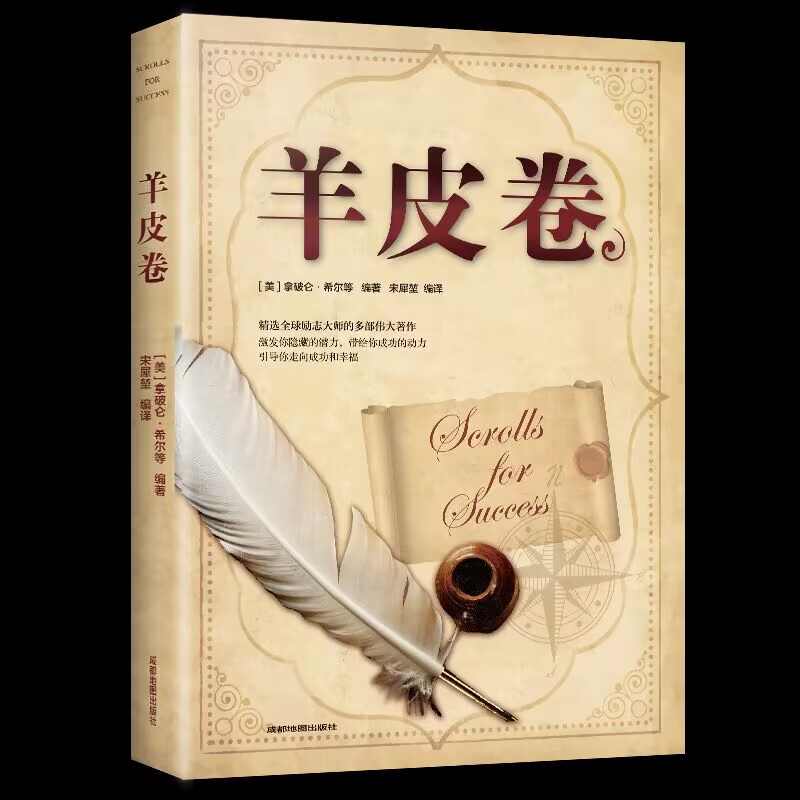 SCROLLS
FOR
SUCCESS
羊皮卷
[美]拿破仑·希尔等 编著
宋犀堃 编译
成都地图出版社
羊皮卷
[美]拿破仑·希尔等 编著 宋犀堃 编译
精选全球励志大师的多部伟大著作
激发你隐藏的潜力,带给你成功的动力
引导你走向成功和幸福
Scrolls
for
Success
n
成都地图出版社